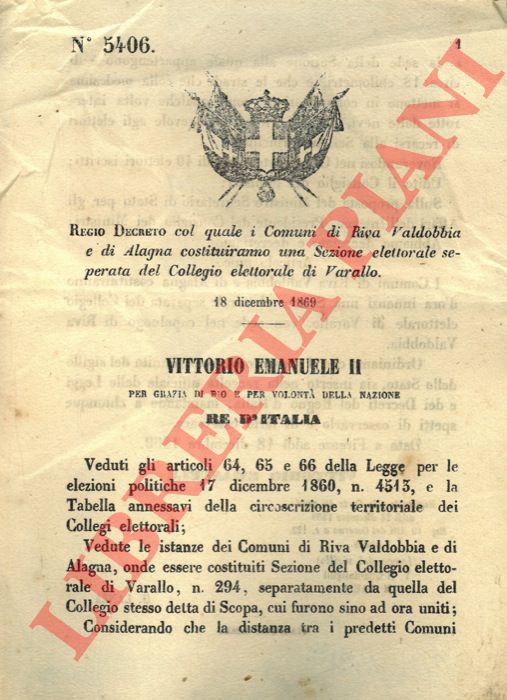 N° 5406.
1
REGIO DECRETO col quale i Comuni di Riva Valdobbia
e di Alagna costituiranno una Sezione elettorale se-
perata del Collegio elettorale di Varallo.
18 dicembre 1869
VITTORIO EMANUELE II
PER GRAZIA DI DIO E PER VOLONTÀ DELLA NAZIONE
RE D'ITALIA
Veduti gli articoli 64, 65 e 66 della Legge per le
elezioni politiche 17 dicembre 1860, n. 4513, e la
Tabella annessavi della circoscrizione territoriale dei
Collegi elettorali;
Vedute le istanze dei Comuni di Riva Valdobbia e di
Alagna, onde essere costituiti Sezione del Collegio eletto-
rale di Varallo, n. 294, separatamente da quella del
Collegio stesso detta di Scopa, cui furono sino ad ora uniti;
Considerando che la distanza tra i predetti Comuni
LIBRERIA PIANI